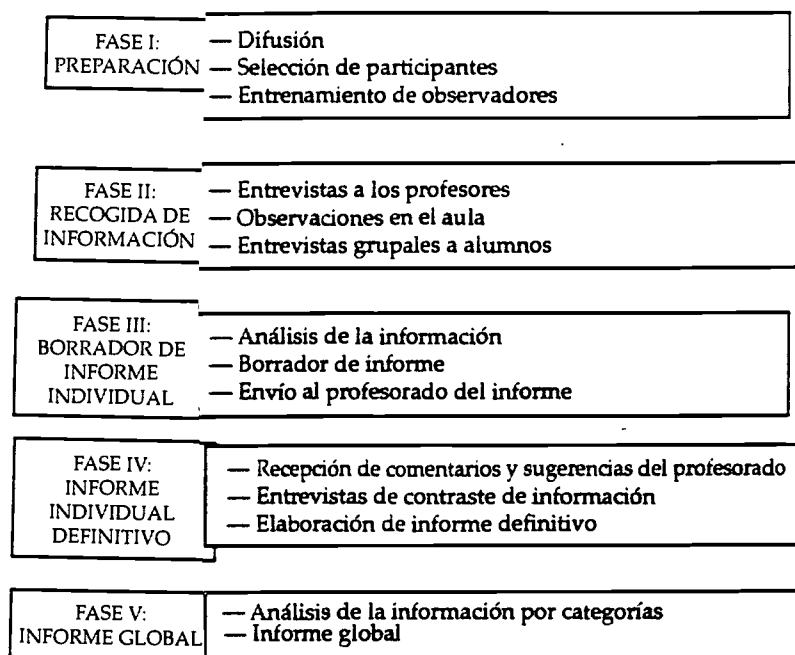 FASE I:
PREPARACIÓN
— Difusión
— Selección de participantes
— Entrenamiento de observadores
FASE II:
RECOGIDA DE
INFORMACIÓN
— Entrevistas a los profesores
— Observaciones en el aula
— Entrevistas grupales a alumnos
FASE III:
BORRADOR DE
INFORME
INDIVIDUAL
— Análisis de la información
— Borrador de informe
— Envío al profesorado del informe
FASE IV:
INFORME
INDIVIDUAL
DEFINITIVO
— Recepción de comentarios y sugerencias del profesorado
— Entrevistas de contraste de información
— Elaboración de informe definitivo
FASE V:
INFORME GLOBAL
— Análisis de la información por categorías
— Informe global